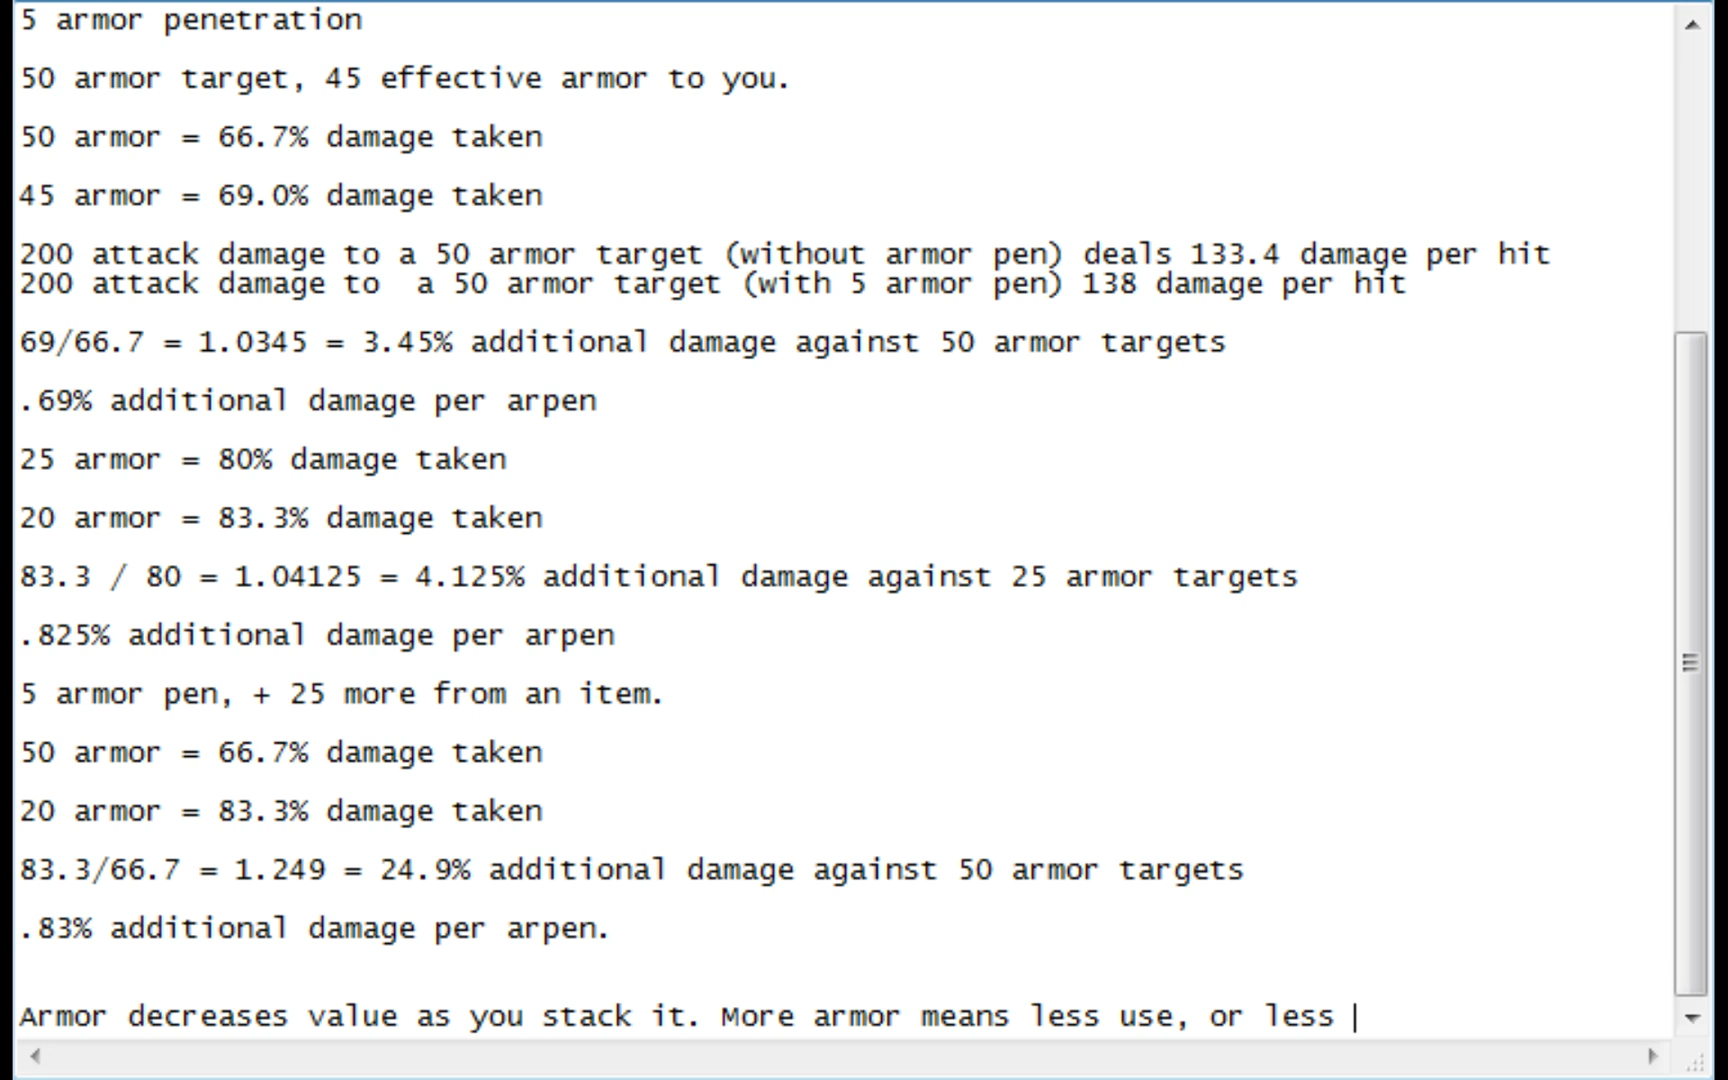 5 armor penetration
50 armor target, 45 effective armor to you.
50 armor = 66.7% damage taken
45 armor = 69.0% damage taken
200 attack damage to a 50 armor target (without armor pen) deals 133.4 damage per hit
200 attack damage to  a 50 armor target (with 5 armor pen) 138 damage per hit
69/66.7 = 1.0345 = 3.45% additional damage against 50 armor targets
.69% additional damage per arpen
25 armor = 80% damage taken
20 armor = 83.3% damage taken
83.3 / 80 = 1.04125 = 4.125% additional damage against 25 armor targets
.825% additional damage per arpen
5 armor pen, + 25 more from an item.
50 armor = 66.7% damage taken
20 armor = 83.3% damage taken
83.3/66.7 = 1.249 = 24.9% additional damage against 50 armor targets
.83% additional damage per arpen.
Armor decreases value as you stack it. More armor means less use, or less